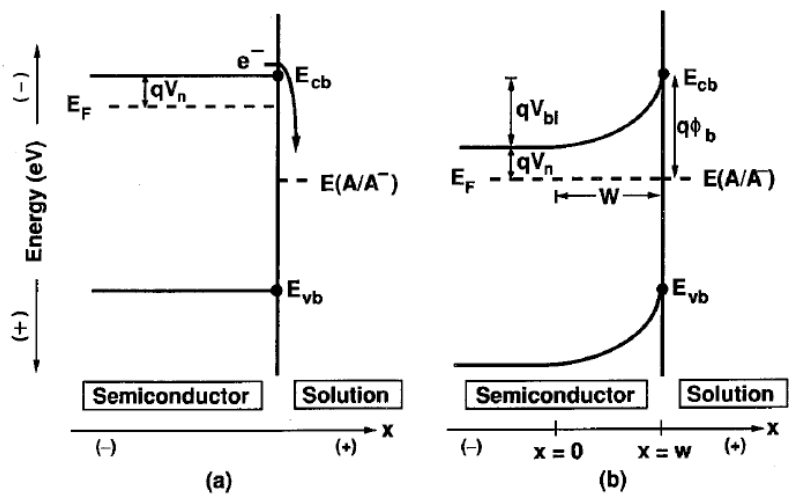 Energy (eV)
(−)
(+)
e⁻
E_cb
qV_n
E_F
E(A/A⁻)
E_vb
Semiconductor
Solution
x
(−)
(+)
(a)
E_cb
qV_bi
qϕ_b
qV_n
E_F
E(A/A⁻)
W
E_vb
Semiconductor
Solution
x
(−)
x = 0
x = w
(+)
(b)